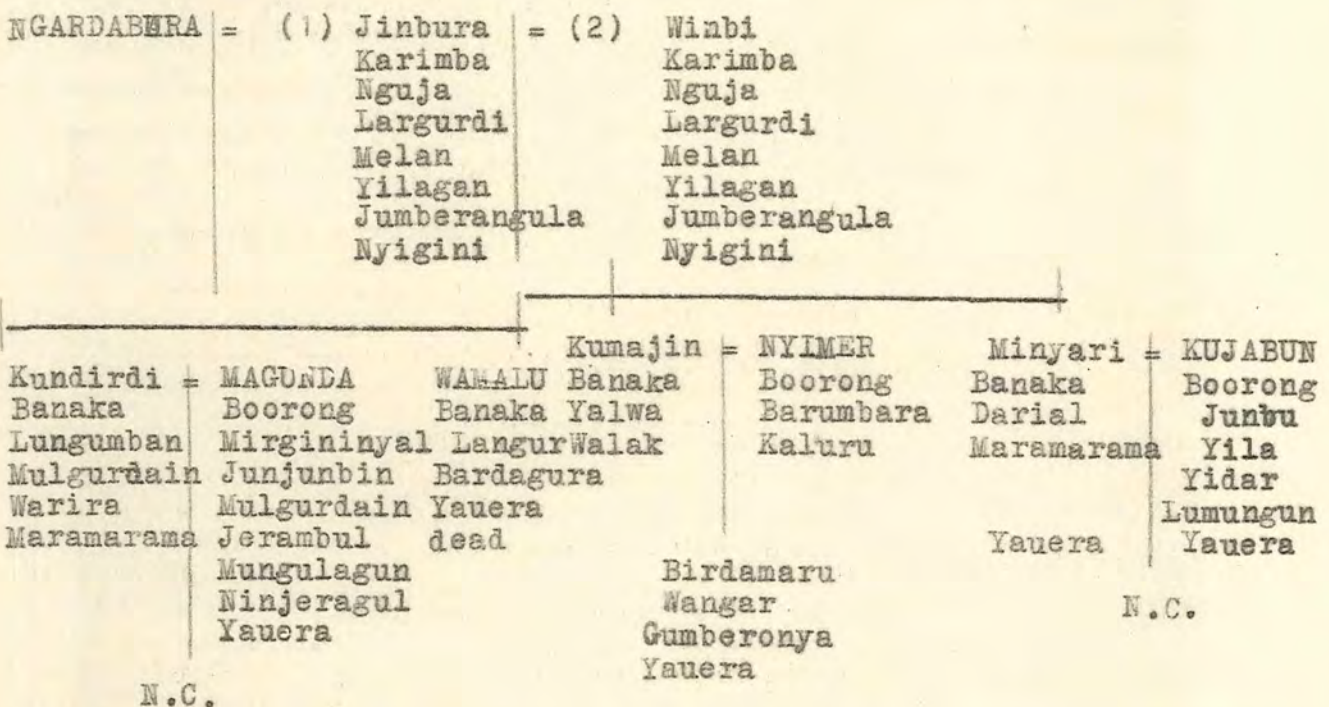 NGARDABURA = (1) Jinbura = (2) Winbi
Karimba Karimba
Nguja Nguja
Largurdi Largurdi
Melan Melan
Yilagan Yilagan
Jumberangula Jumberangula
Nyigini Nyigini
Kumajin = NYIMER Minyari = KUJABUN
Kundirdi = MAGUNDA WAMALU Banaka Boorong Banaka Boorong
Banaka Boorong Banaka Yalwa Barumbara Darial Junbu
Lungumban Mirgininyal Langur Walak Kaluru Maramarama Yila
Mulgurdain Junjunbin Bardagura Yidar
Warira Mulgurdain Yauera Lumungun
Maramarama Jerambul dead Yauera Yauera
Mungulagun Birdamaru
Ninjeragul Wangar N.C.
Yauera Gumberonya
Yauera
N.C.